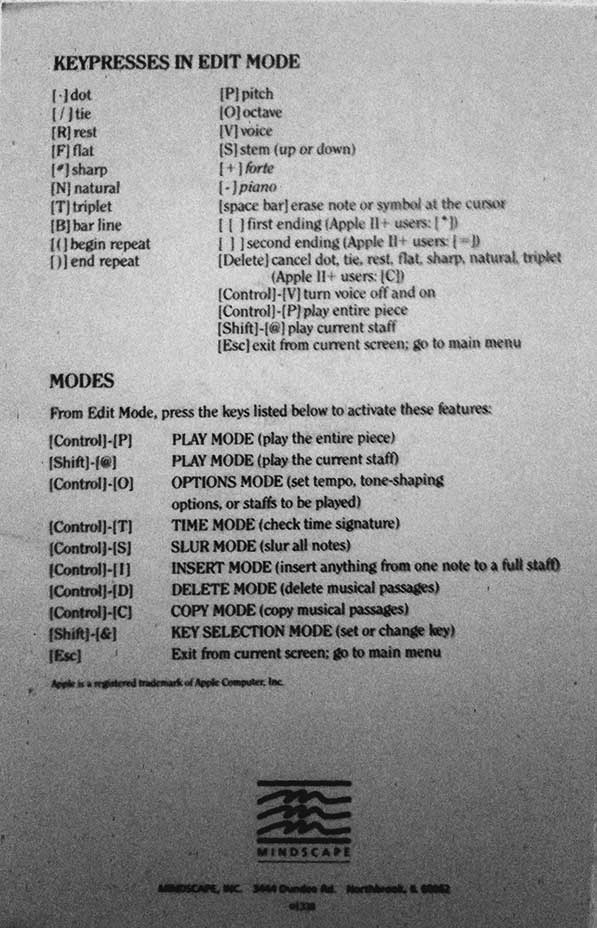 KEYPRESSES IN EDIT MODE
[·] dot
[ / ] tie
[R] rest
[F] flat
[#] sharp
[N] natural
[T] triplet
[B] bar line
[(] begin repeat
[)] end repeat
[P] pitch
[O] octave
[V] voice
[S] stem (up or down)
[+] forte
[-] piano
[space bar] erase note or symbol at the cursor
[ [ ] first ending (Apple II+ users: [*])
[ ] ] second ending (Apple II+ users: [=])
[Delete] cancel dot, tie, rest, flat, sharp, natural, triplet
(Apple II+ users: [C])
[Control]-[V] turn voice off and on
[Control]-[P] play entire piece
[Shift]-[@] play current staff
[Esc] exit from current screen; go to main menu
MODES
From Edit Mode, press the keys listed below to activate these features:
[Control]-[P] PLAY MODE (play the entire piece)
[Shift]-[@] PLAY MODE (play the current staff)
[Control]-[O] OPTIONS MODE (set tempo, tone-shaping
options, or staffs to be played)
[Control]-[T] TIME MODE (check time signature)
[Control]-[S] SLUR MODE (slur all notes)
[Control]-[I] INSERT MODE (insert anything from one note to a full staff)
[Control]-[D] DELETE MODE (delete musical passages)
[Control]-[C] COPY MODE (copy musical passages)
[Shift]-[&] KEY SELECTION MODE (set or change key)
[Esc] Exit from current screen; go to main menu
Apple is a registered trademark of Apple Computer, Inc.
MINDSCAPE
MINDSCAPE, INC. 3444 Dundee Rd. Northbrook, IL 60062